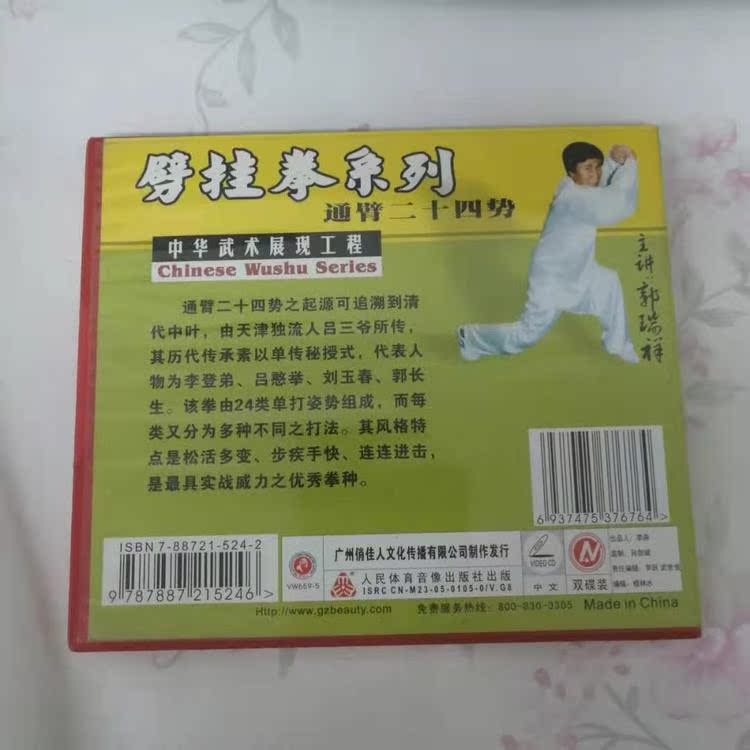 劈挂拳系列
通臂二十四势
中华武术展现工程
Chinese Wushu Series
主讲:郭瑞祥
通臂二十四势之起源可追溯到清
代中叶，由天津独流人吕三爷所传，
其历代传承素以单传秘授式，代表人
物为李登弟、吕憨举、刘玉春、郭长
生。该拳由24类单打姿势组成，而每
类又分为多种不同之打法。其风格特
点是松活多变、步疾手快、连连进击，
是最具实战威力之优秀拳种。
6 937475 376764 >
ISBN 7-88721-524-2
9 787887 215246 >
VW669-5
广州俏佳人文化传播有限公司制作发行
人民体育音像出版社出版
ISRC CN-M23-05-0105-0/V.G8
VIDEO CD
中文
双碟装
出品人：李森
Http://www.gzbeauty.com
免费服务热线：800-830-3305
Made in China